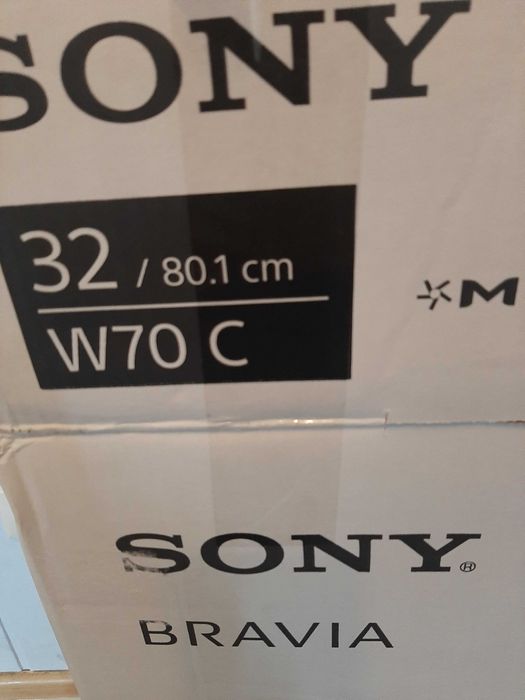 SONY
32 / 80.1 cm
W70 C
M
SONY®
BRAVIA